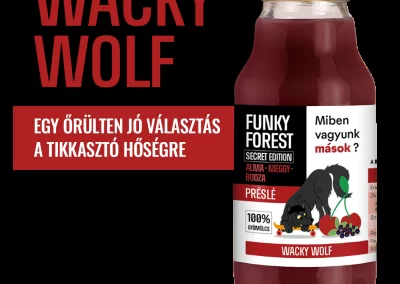 WACKY
WOLF
EGY ŐRÜLTEN JÓ VÁLASZTÁS
A TIKKASZTÓ HŐSÉGRE
FUNKY
FOREST
SECRET EDITION
ALMA-MEGGY-
BODZA
PRÉSLÉ
100%
GYÜMÖLCS
Miben
vagyunk
mások?
WACKY WOLF